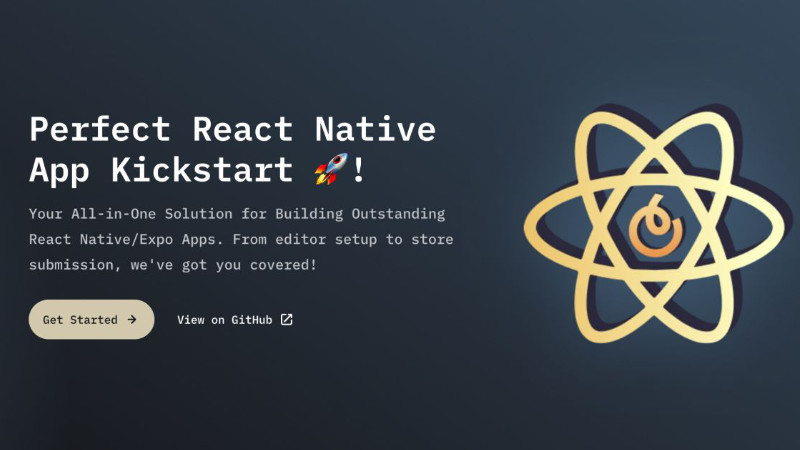 Perfect React Native
App Kickstart 🚀!
Your All-in-One Solution for Building Outstanding
React Native/Expo Apps. From editor setup to store
submission, we've got you covered!
Get Started →
View on GitHub